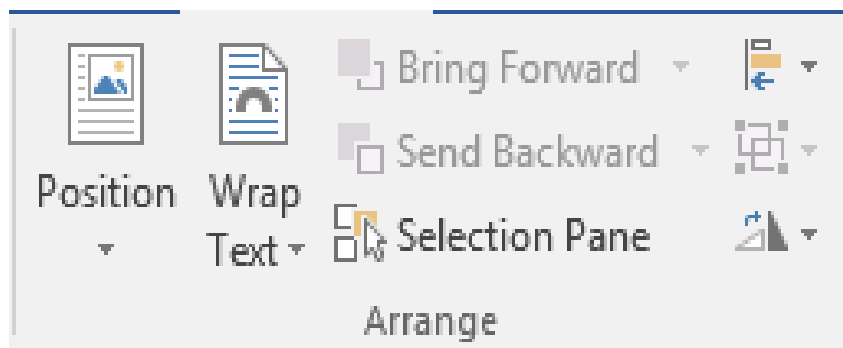 Position
Wrap
Text
Bring Forward
Send Backward
Selection Pane
Arrange